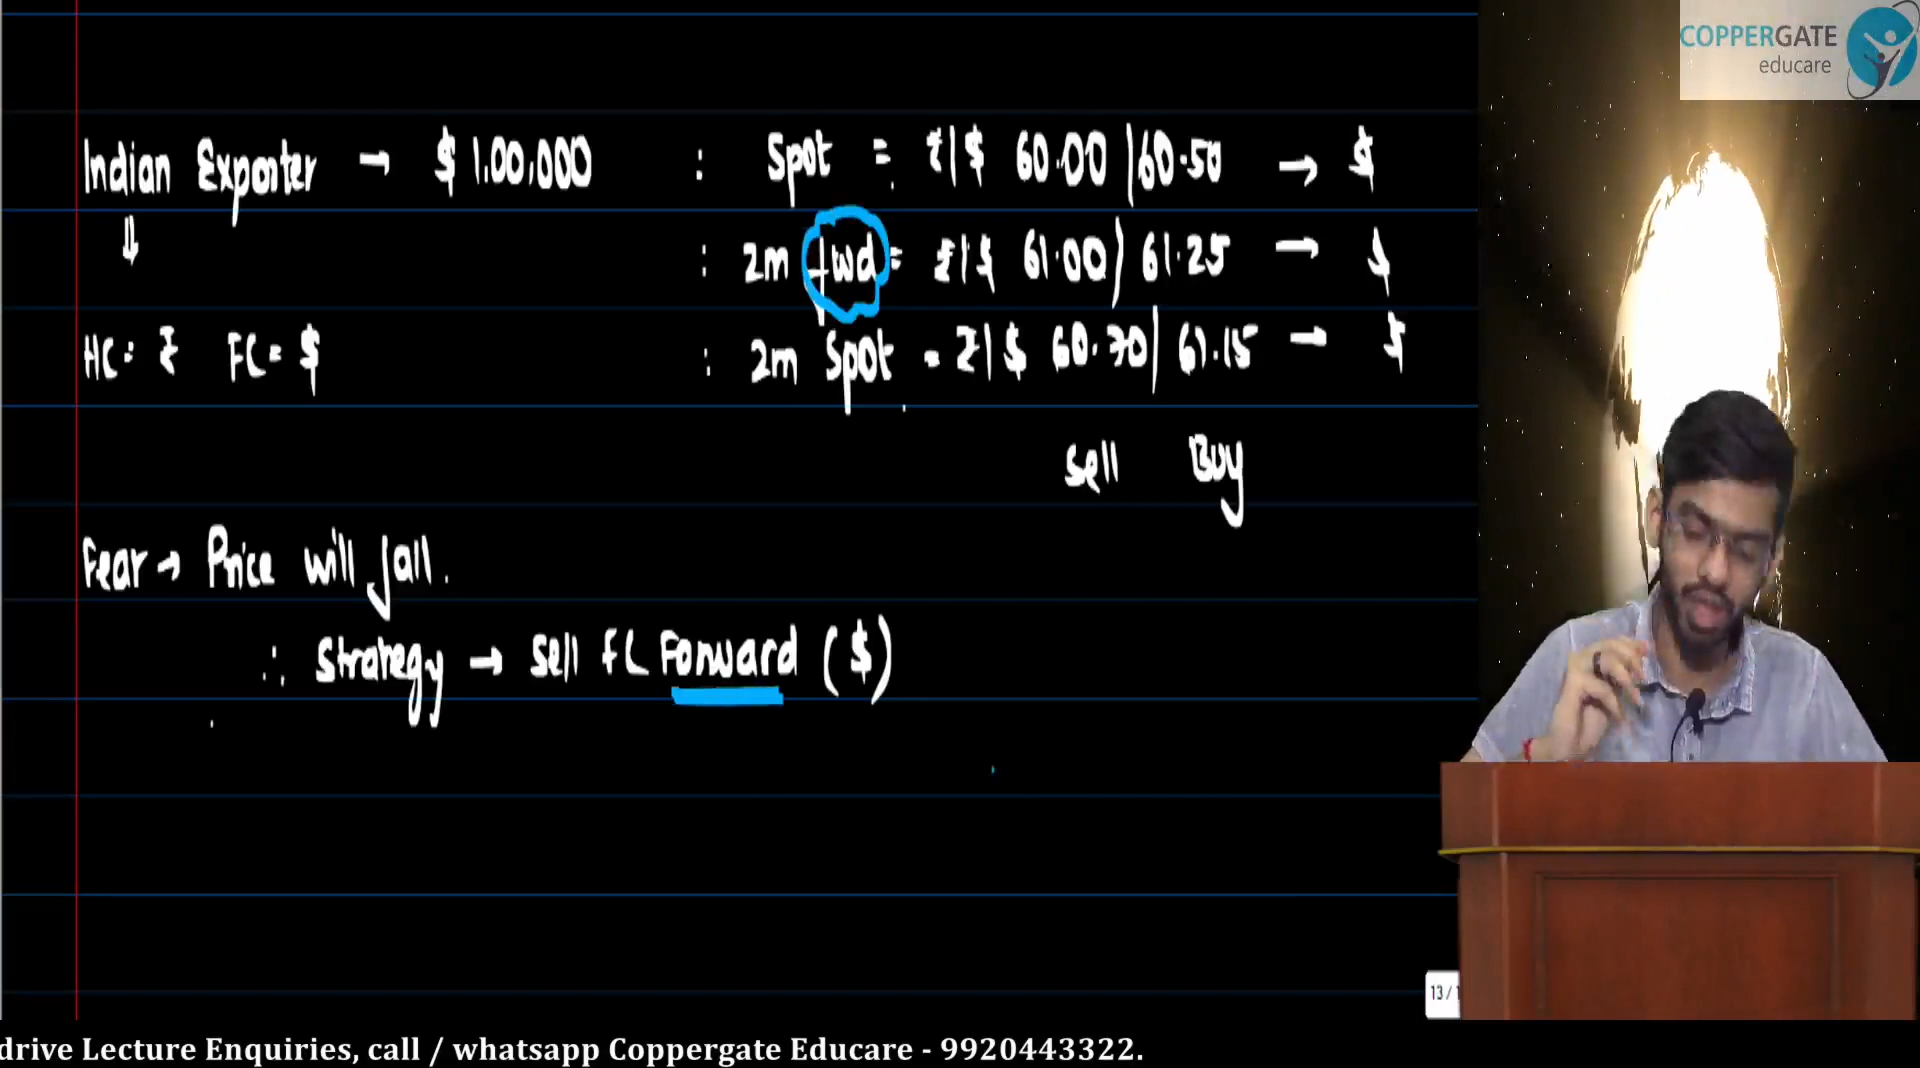 COPPERGATE
educare
Indian Exporter → $ 1,00,000 : Spot = ₹/$ 60.00/60.50 → $
⇓ : 2m fwd = ₹/$ 61.00/61.25 → $
HC = ₹ FC = $ : 2m Spot = ₹/$ 60.70/61.15 → $
Sell Buy
Fear → Price will fall.
∴ Strategy → Sell FC Forward ($)
13/1
drive Lecture Enquiries, call / whatsapp Coppergate Educare - 9920443322.